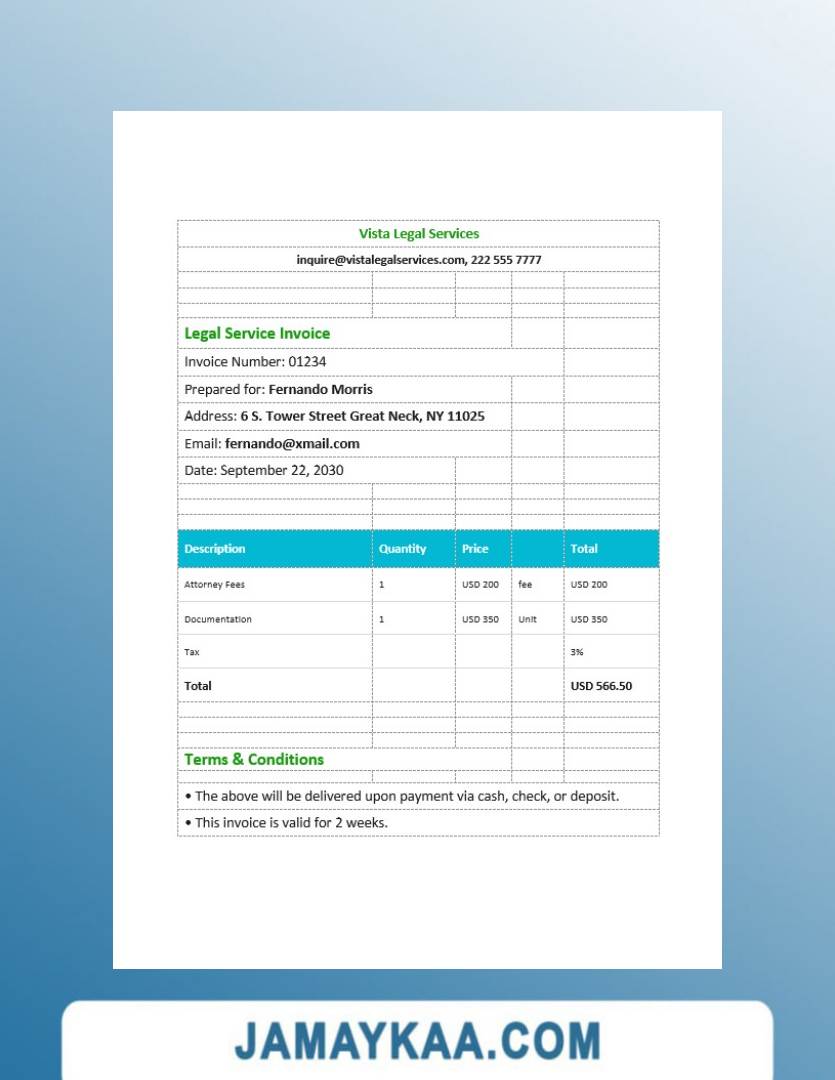 Vista Legal Services
inquire@vistalegalservices.com, 222 555 7777
Legal Service Invoice
Invoice Number: 01234
Prepared for: Fernando Morris
Address: 6 S. Tower Street Great Neck, NY 11025
Email: fernando@xmail.com
Date: September 22, 2030
Description Quantity Price Total
Attorney Fees 1 USD 200 fee USD 200
Documentation 1 USD 350 Unit USD 350
Tax 3%
Total USD 566.50
Terms & Conditions
• The above will be delivered upon payment via cash, check, or deposit.
• This invoice is valid for 2 weeks.
JAMAYKAA.COM